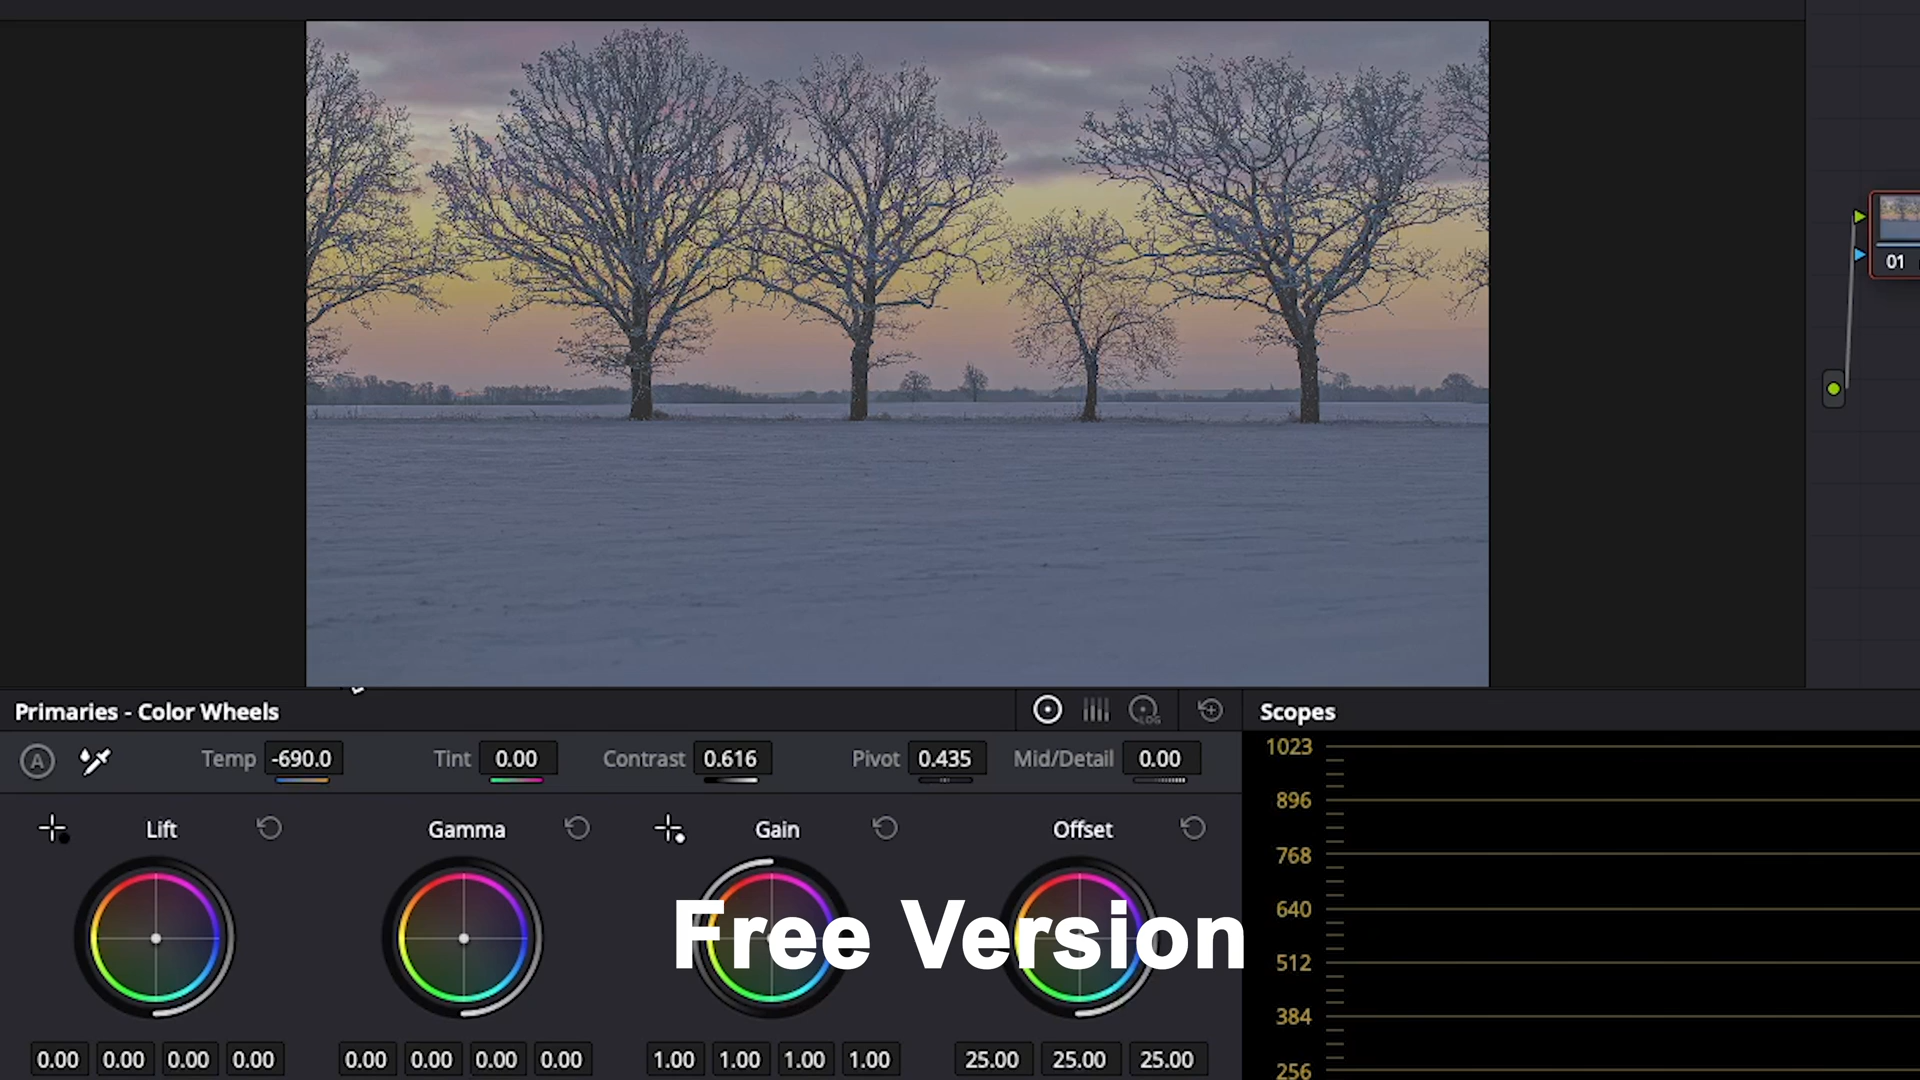 01
Primaries - Color Wheels
LOG
Scopes
A
Temp -690.0
Tint 0.00
Contrast 0.616
Pivot 0.435
Mid/Detail 0.00
Lift
Gamma
Gain
Offset
Free Version
0.00 0.00 0.00 0.00
0.00 0.00 0.00 0.00
1.00 1.00 1.00 1.00
25.00 25.00 25.00
1023
896
768
640
512
384
256